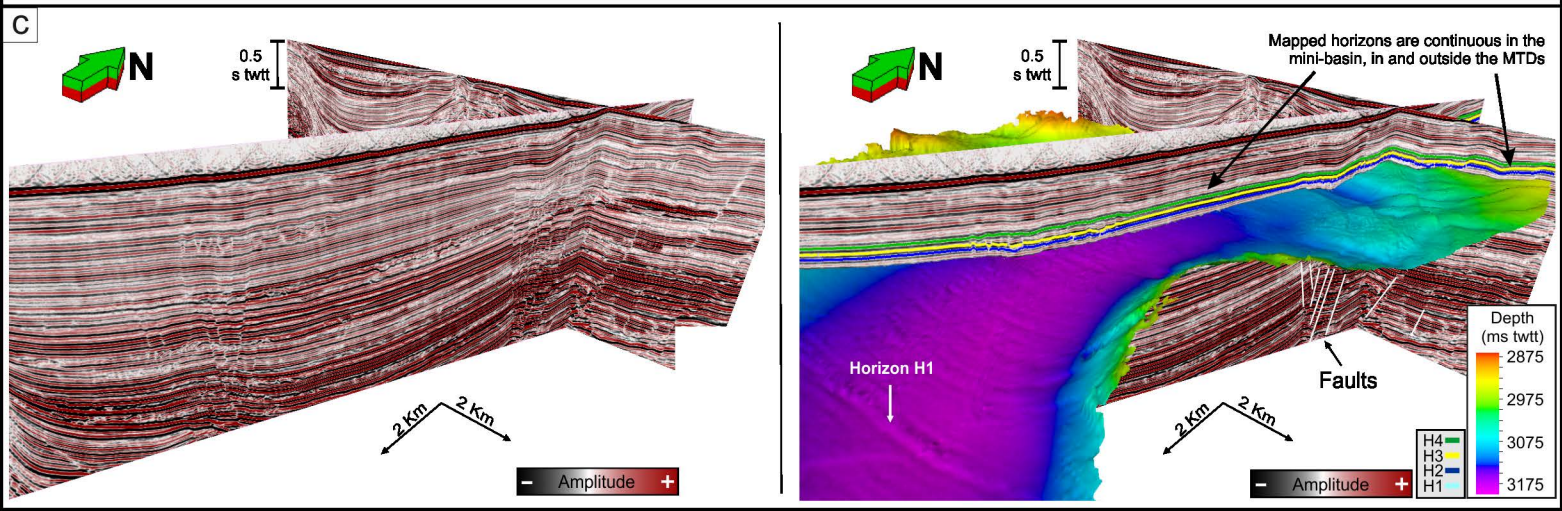 C
N
0.5
s twtt
2 Km
2 Km
− Amplitude +
N
0.5
s twtt
Mapped horizons are continuous in the
mini-basin, in and outside the MTDs
Horizon H1
Faults
2 Km
2 Km
− Amplitude +
H4
H3
H2
H1
Depth
(ms twtt)
2875
2975
3075
3175